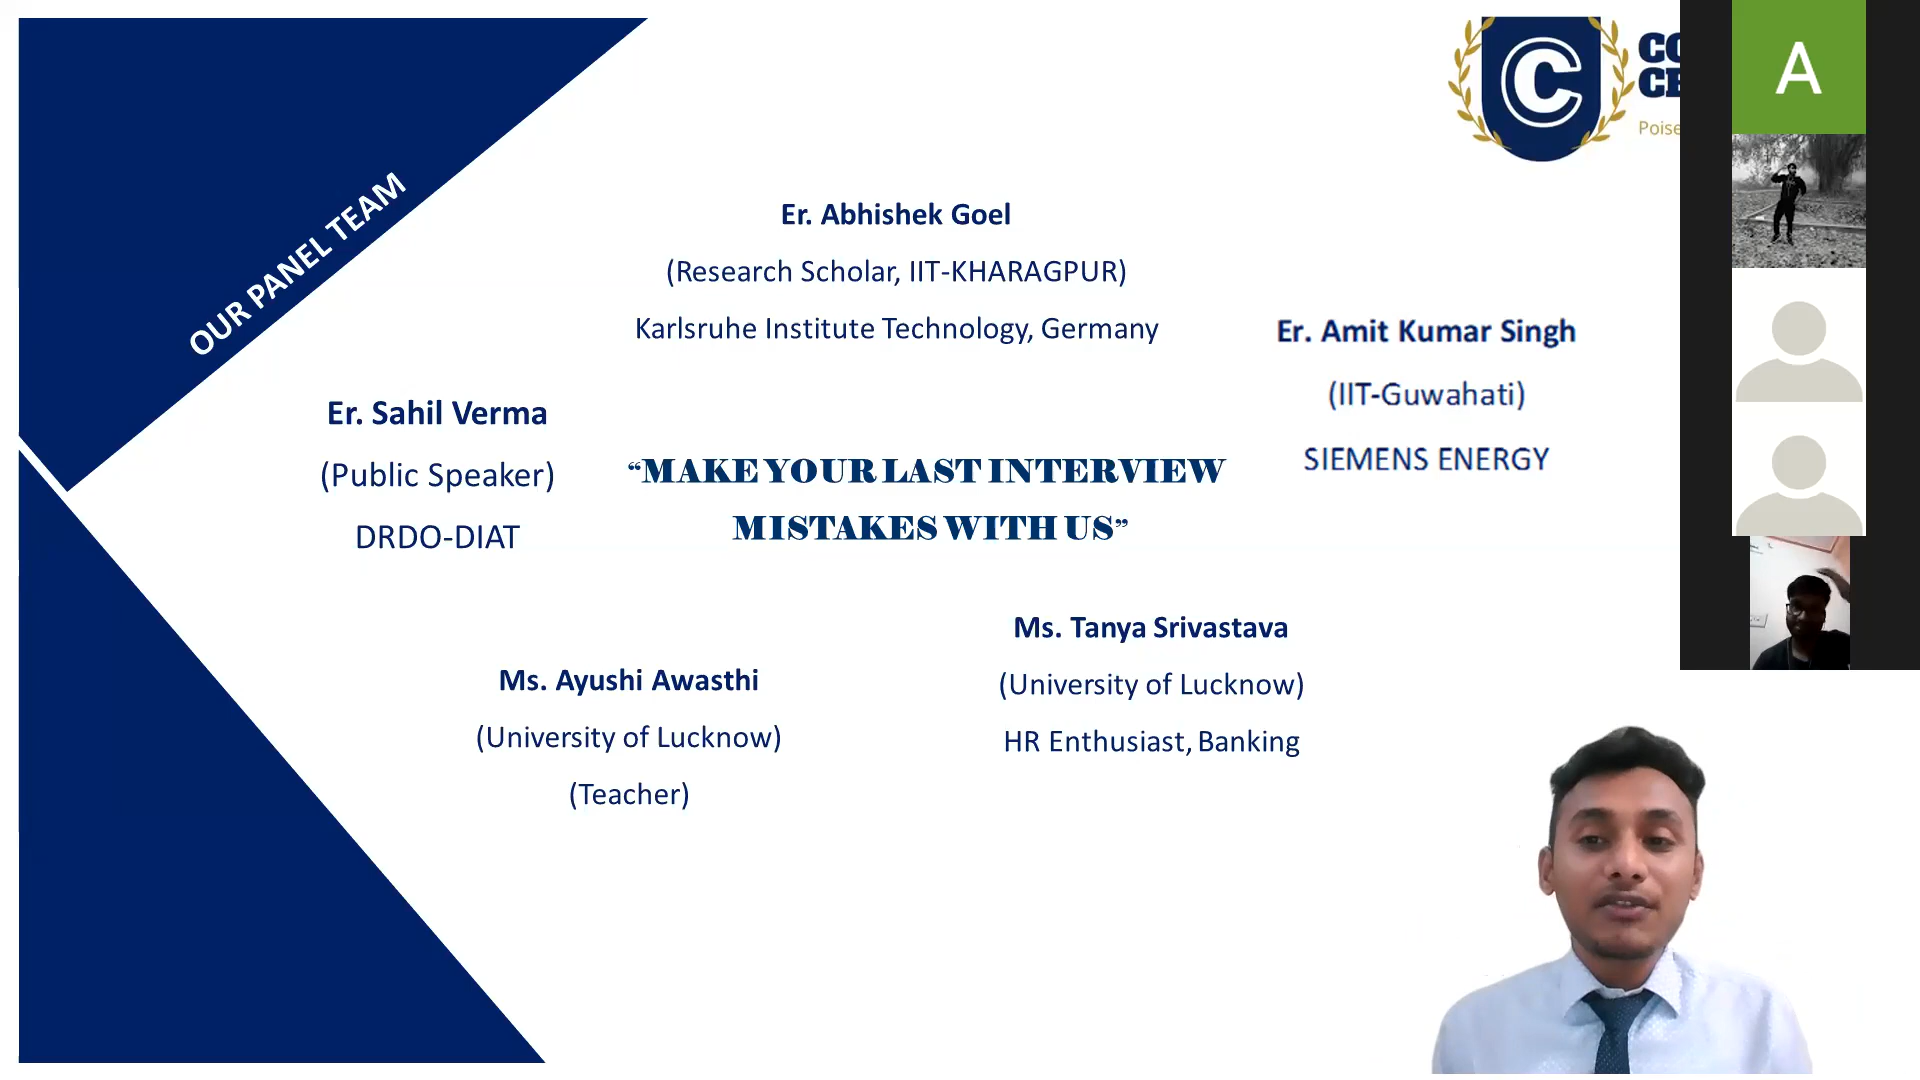 OUR PANEL TEAM
C
Poise
A
Er. Abhishek Goel
(Research Scholar, IIT-KHARAGPUR)
Karlsruhe Institute Technology, Germany
Er. Amit Kumar Singh
(IIT-Guwahati)
SIEMENS ENERGY
Er. Sahil Verma
(Public Speaker)
DRDO-DIAT
“MAKE YOUR LAST INTERVIEW
MISTAKES WITH US”
Ms. Tanya Srivastava
(University of Lucknow)
HR Enthusiast, Banking
Ms. Ayushi Awasthi
(University of Lucknow)
(Teacher)